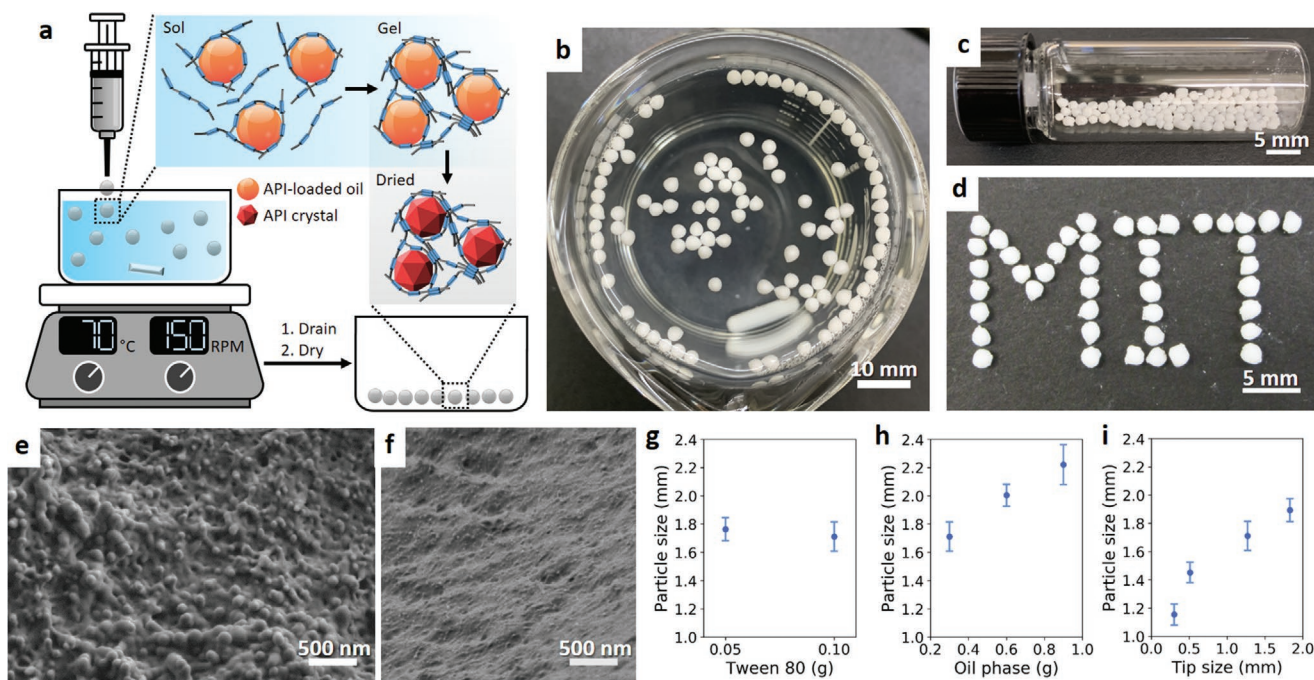 a
Sol
Gel
API-loaded oil
API crystal
Dried
70 °C
150 RPM
1. Drain
2. Dry
b
10 mm
c
5 mm
d
MIT
5 mm
e
500 nm
f
500 nm
g
2.4
2.2
2.0
1.8
1.6
1.4
1.2
1.0
Particle size (mm)
0.05
0.10
Tween 80 (g)
h
2.4
2.2
2.0
1.8
1.6
1.4
1.2
1.0
Particle size (mm)
0.2
0.4
0.6
0.8
1.0
Oil phase (g)
i
2.4
2.2
2.0
1.8
1.6
1.4
1.2
1.0
Particle size (mm)
0.0
0.5
1.0
1.5
2.0
Tip size (mm)